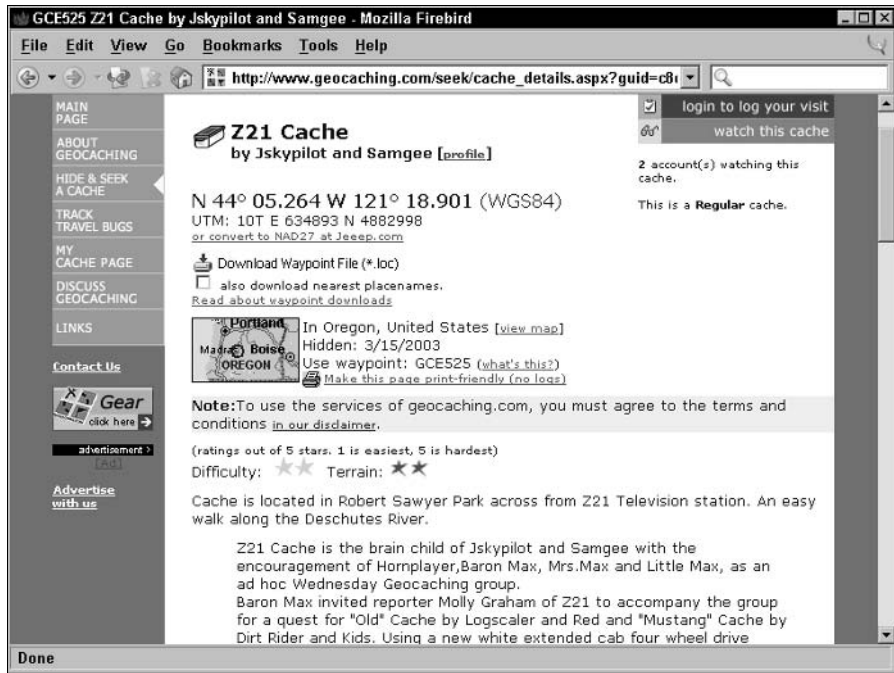 GCE525 Z21 Cache by Jskypilot and Samgee - Mozilla Firebird
File Edit View Go Bookmarks Tools Help
http://www.geocaching.com/seek/cache_details.aspx?guid=c8
MAIN
PAGE
ABOUT
GEOCACHING
HIDE & SEEK
A CACHE
TRACK
TRAVEL BUGS
MY
CACHE PAGE
DISCUSS
GEOCACHING
LINKS
Contact Us
Gear
click here
advertisement >
[Ad]
Advertise
with us
Z21 Cache
by Jskypilot and Samgee [profile]
N 44° 05.264 W 121° 18.901 (WGS84)
UTM: 10T E 634893 N 4882998
or convert to NAD27 at Jeeep.com
Download Waypoint File (*.loc)
also download nearest placenames.
Read about waypoint downloads
Portland
Madras Boise
OREGON
In Oregon, United States [view map]
Hidden: 3/15/2003
Use waypoint: GCE525 (what's this?)
Make this page print-friendly (no logs)
Note:To use the services of geocaching.com, you must agree to the terms and
conditions in our disclaimer.
(ratings out of 5 stars. 1 is easiest, 5 is hardest)
Difficulty: Terrain:
Cache is located in Robert Sawyer Park across from Z21 Television station. An easy
walk along the Deschutes River.
Z21 Cache is the brain child of Jskypilot and Samgee with the
encouragement of Hornplayer,Baron Max, Mrs.Max and Little Max, as an
ad hoc Wednesday Geocaching group.
Baron Max invited reporter Molly Graham of Z21 to accompany the group
for a quest for "Old" Cache by Logscaler and Red and "Mustang" Cache by
Dirt Rider and Kids. Using a new white extended cab four wheel drive
login to log your visit
watch this cache
2 account(s) watching this
cache.
This is a Regular cache.
Done